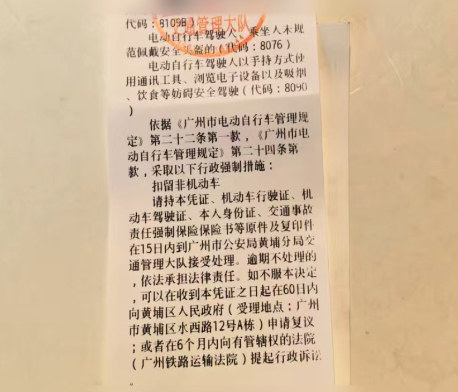 代码:8109B)
管理大队
电动自行车驾驶人、乘坐人未规
范佩戴安全头盔的(代码:8076)
电动自行车驾驶人以手持方式使
用通讯工具、浏览电子设备以及吸烟
、饮食等妨碍安全驾驶(代码:8090
)
依据《广州市电动自行车管理规
定》第二十二条第一款,《广州市电
动自行车管理规定》第二十四条第
款,采取以下行政强制措施:
扣留非机动车
请持本凭证、机动车行驶证、机
动车驾驶证、本人身份证、交通事故
责任强制保险保险书等原件及复印件
在15日内到广州市公安局黄埔分局交
通管理大队接受处理。逾期不处理的
,依法承担法律责任。如不服本决定
,可以在收到本凭证之日起在60日内
向黄埔区人民政府(受理地点:广州
市黄埔区水西路12号A栋)申请复议
;或者在6个月内向有管辖权的法院
(广州铁路运输法院)提起行政诉讼
。